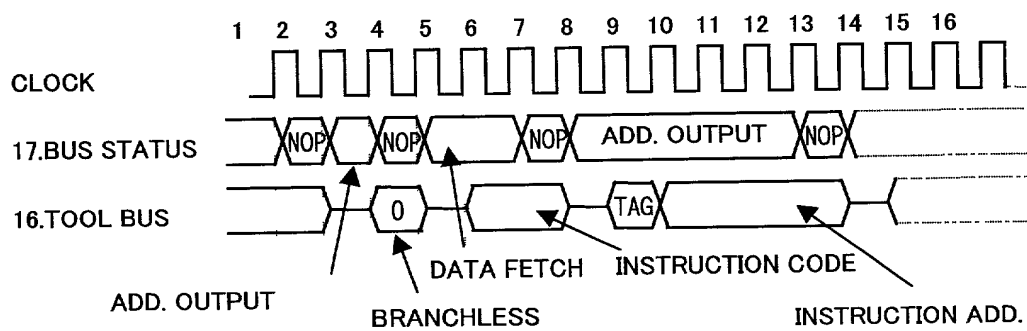 1 2 3 4 5 6 7 8 9 10 11 12 13 14 15 16
CLOCK
17.BUS STATUS NOP NOP NOP ADD. OUTPUT NOP
16.TOOL BUS 0 TAG
DATA FETCH INSTRUCTION CODE
ADD. OUTPUT BRANCHLESS INSTRUCTION ADD.